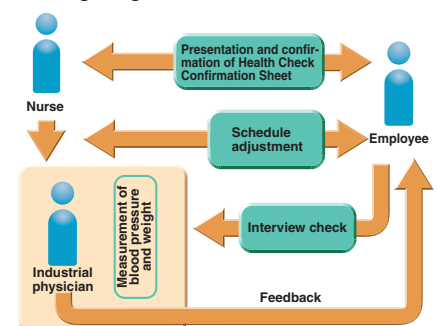 Presentation and confir-
mation of Health Check
Confirmation Sheet
Nurse
Schedule
adjustment
Employee
Measurement of
blood pressure
and weight
Interview check
Industrial
physician
Feedback